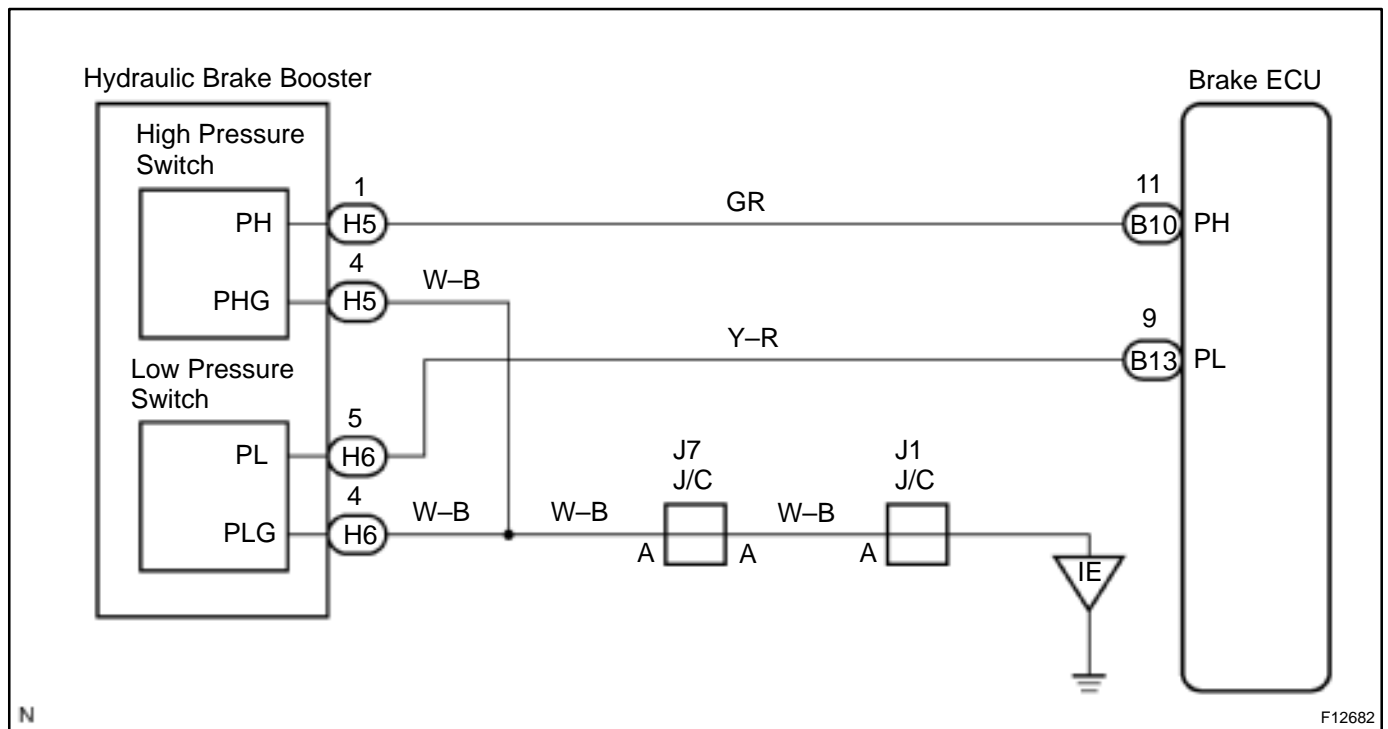 Hydraulic Brake Booster
Brake ECU
High Pressure
Switch
1
11
GR
PH
H5
B10
PH
4
W–B
PHG
H5
9
Y–R
B13
PL
Low Pressure
Switch
5
PL
H6
J7
J/C
J1
J/C
4
W–B
W–B
W–B
PLG
H6
A
A
A
IE
N
F12682